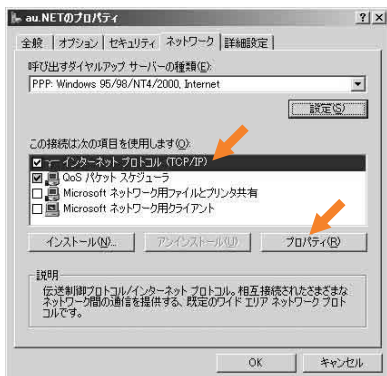 au.NETのプロパティ
全般 オプション セキュリティ ネットワーク 詳細設定
呼び出すダイヤルアップ サーバーの種類(E):
PPP: Windows 95/98/NT4/2000, Internet
設定(S)
この接続は次の項目を使用します(O):
インターネット プロトコル (TCP/IP)
QoS パケット スケジューラ
Microsoft ネットワーク用ファイルとプリンタ共有
Microsoft ネットワーク用クライアント
インストール(N)... アンインストール(U) プロパティ(R)
説明
伝送制御プロトコル/インターネット プロトコル。相互接続されたさまざまな
ネットワーク間の通信を提供する、既定のワイド エリア ネットワーク プロト
コルです。
OK キャンセル